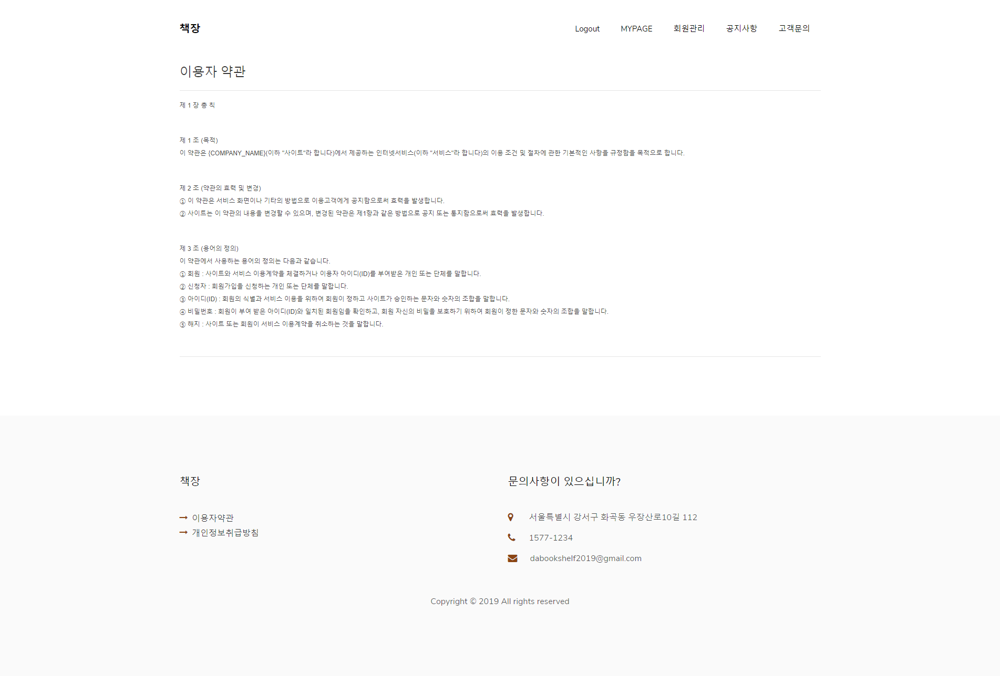 책장
Logout MYPAGE 회원관리 공지사항 고객문의
이용자 약관
제 1 장 총 칙
제 1 조 (목적)
이 약관은 {COMPANY_NAME}(이하 "사이트"라 합니다)에서 제공하는 인터넷서비스(이하 "서비스"라 합니다)의 이용 조건 및 절차에 관한 기본적인 사항을 규정함을 목적으로 합니다.
제 2 조 (약관의 효력 및 변경)
① 이 약관은 서비스 화면이나 기타의 방법으로 이용고객에게 공지함으로써 효력을 발생합니다.
② 사이트는 이 약관의 내용을 변경할 수 있으며, 변경된 약관은 제1항과 같은 방법으로 공지 또는 통지함으로써 효력을 발생합니다.
제 3 조 (용어의 정의)
이 약관에서 사용하는 용어의 정의는 다음과 같습니다.
① 회원 : 사이트와 서비스 이용계약을 체결하거나 이용자 아이디(ID)를 부여받은 개인 또는 단체를 말합니다.
② 신청자 : 회원가입을 신청하는 개인 또는 단체를 말합니다.
③ 아이디(ID) : 회원의 식별과 서비스 이용을 위하여 회원이 정하고 사이트가 승인하는 문자와 숫자의 조합을 말합니다.
④ 비밀번호 : 회원이 부여 받은 아이디(ID)와 일치된 회원임을 확인하고, 회원 자신의 비밀을 보호하기 위하여 회원이 정한 문자와 숫자의 조합을 말합니다.
⑤ 해지 : 사이트 또는 회원이 서비스 이용계약을 취소하는 것을 말합니다.
책장
이용자약관
개인정보취급방침
문의사항이 있으십니까?
서울특별시 강서구 화곡동 우장산로10길 112
1577-1234
dabookshelf2019@gmail.com
Copyright © 2019 All rights reserved